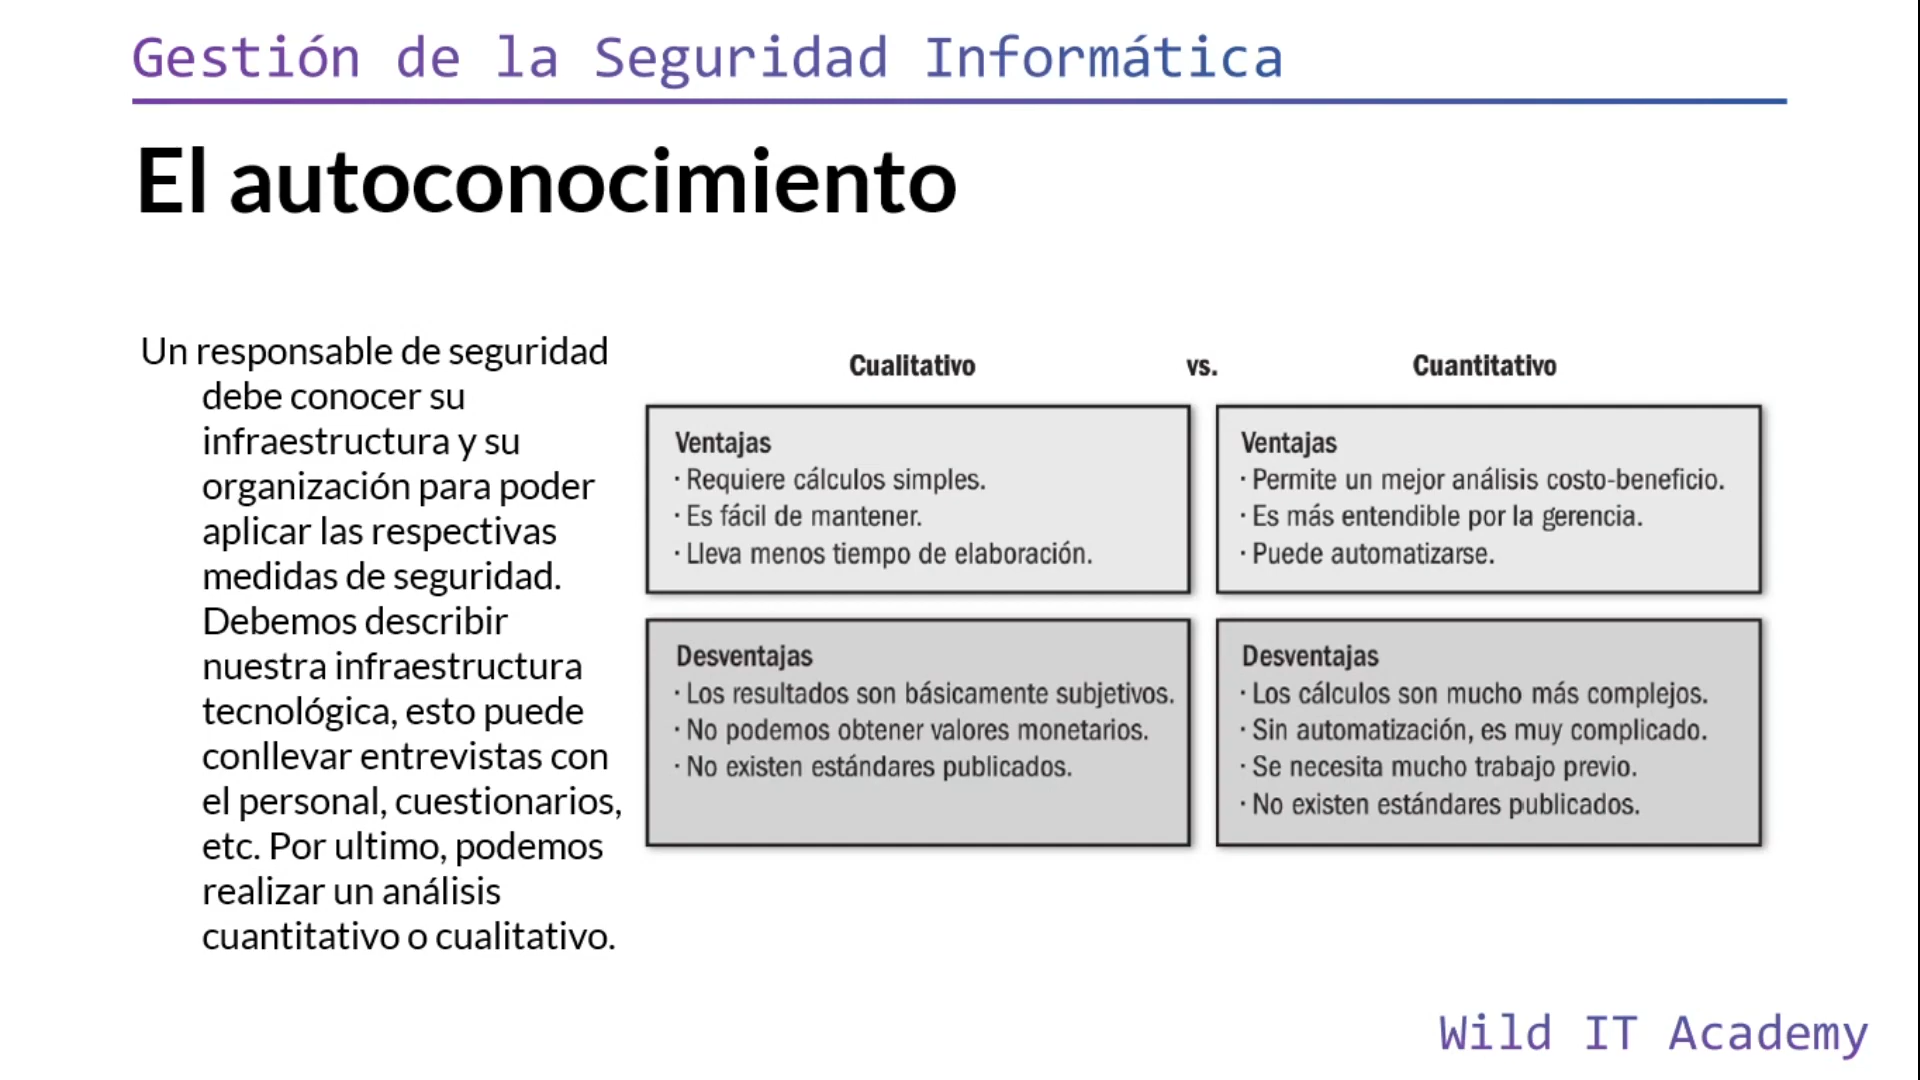 Gestión de la Seguridad Informática
El autoconocimiento
Un responsable de seguridad
debe conocer su
infraestructura y su
organización para poder
aplicar las respectivas
medidas de seguridad.
Debemos describir
nuestra infraestructura
tecnológica, esto puede
conllevar entrevistas con
el personal, cuestionarios,
etc. Por ultimo, podemos
realizar un análisis
cuantitativo o cualitativo.
Cualitativo vs. Cuantitativo
Ventajas
· Requiere cálculos simples.
· Es fácil de mantener.
· Lleva menos tiempo de elaboración.
Ventajas
· Permite un mejor análisis costo-beneficio.
· Es más entendible por la gerencia.
· Puede automatizarse.
Desventajas
· Los resultados son básicamente subjetivos.
· No podemos obtener valores monetarios.
· No existen estándares publicados.
Desventajas
· Los cálculos son mucho más complejos.
· Sin automatización, es muy complicado.
· Se necesita mucho trabajo previo.
· No existen estándares publicados.
Wild IT Academy